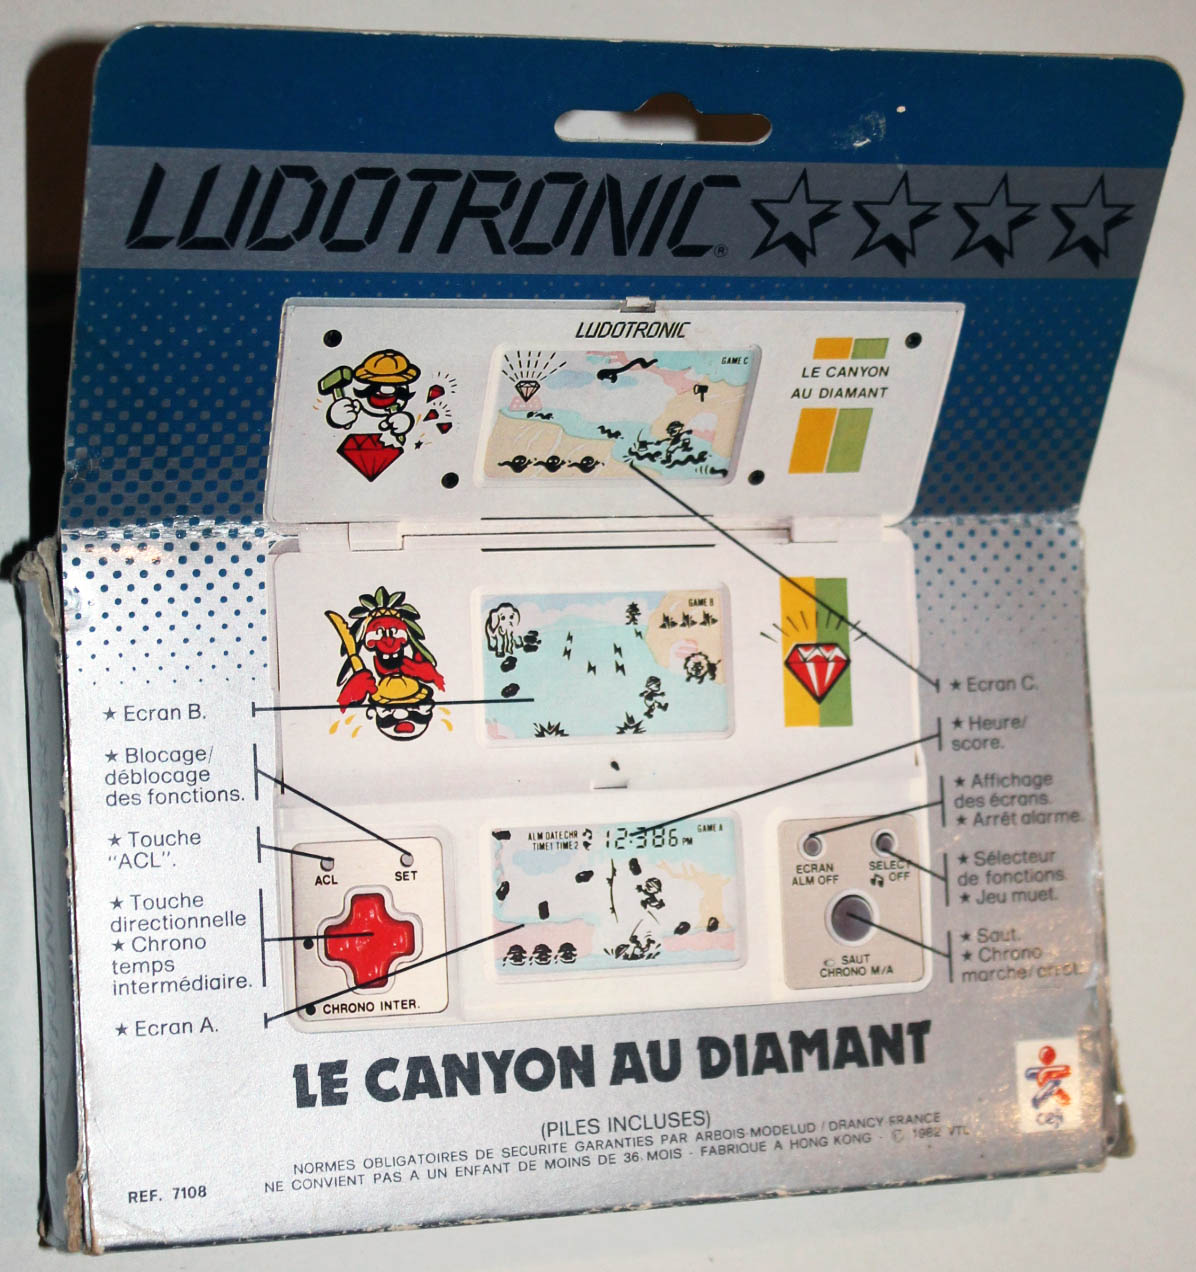 LUDOTRONIC®
LUDOTRONIC
GAME C
LE CANYON
AU DIAMANT
GAME B
★ Ecran B.
★ Blocage/
déblocage
des fonctions.
★ Touche
"ACL".
★ Touche
directionnelle
★ Chrono
temps
intermédiaire.
★ Ecran A.
★ Ecran C.
★ Heure/
score.
★ Affichage
des écrans.
★ Arrêt alarme.
★ Sélecteur
de fonctions.
★ Jeu muet.
★ Saut.
★ Chrono
marche/
ALM DATE CHR
TIME1 TIME2
12:386 PM
GAME A
ACL
SET
CHRONO INTER.
ECRAN
ALM OFF
SELECT
OFF
SAUT
CHRONO M/A
LE CANYON AU DIAMANT
(PILES INCLUSES)
NORMES OBLIGATOIRES DE SECURITE GARANTIES PAR ARBOIS-MODELUD / DRANCY-FRANCE
NE CONVIENT PAS A UN ENFANT DE MOINS DE 36 MOIS - FABRIQUE A HONG KONG - © 1982 VTL
REF. 7108
ceji